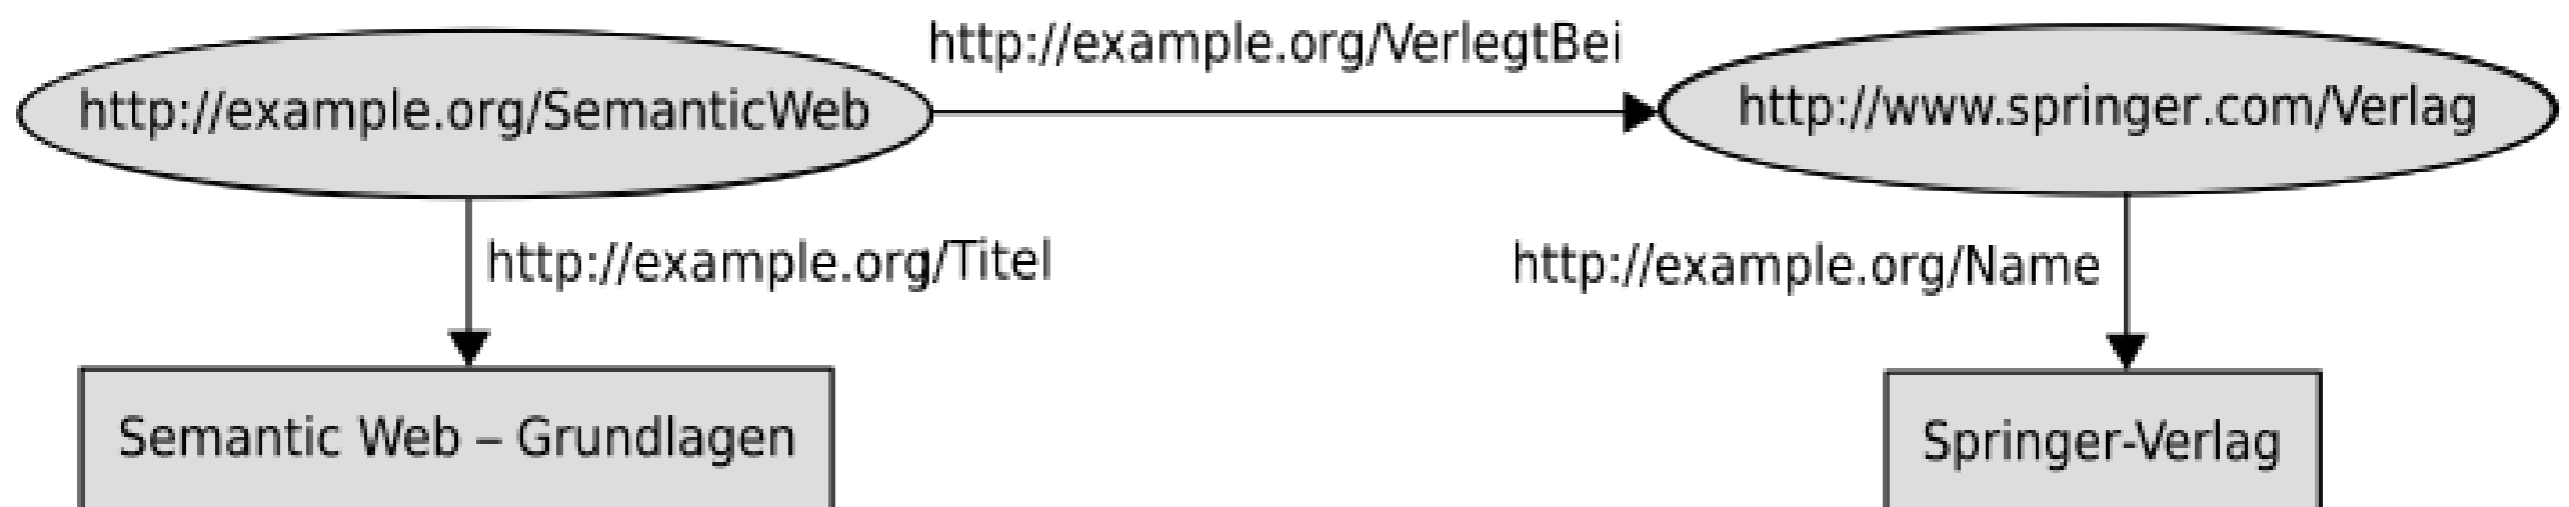 http://example.org/VerlegtBei
http://example.org/SemanticWeb
http://www.springer.com/Verlag
http://example.org/Titel
http://example.org/Name
Semantic Web – Grundlagen
Springer-Verlag